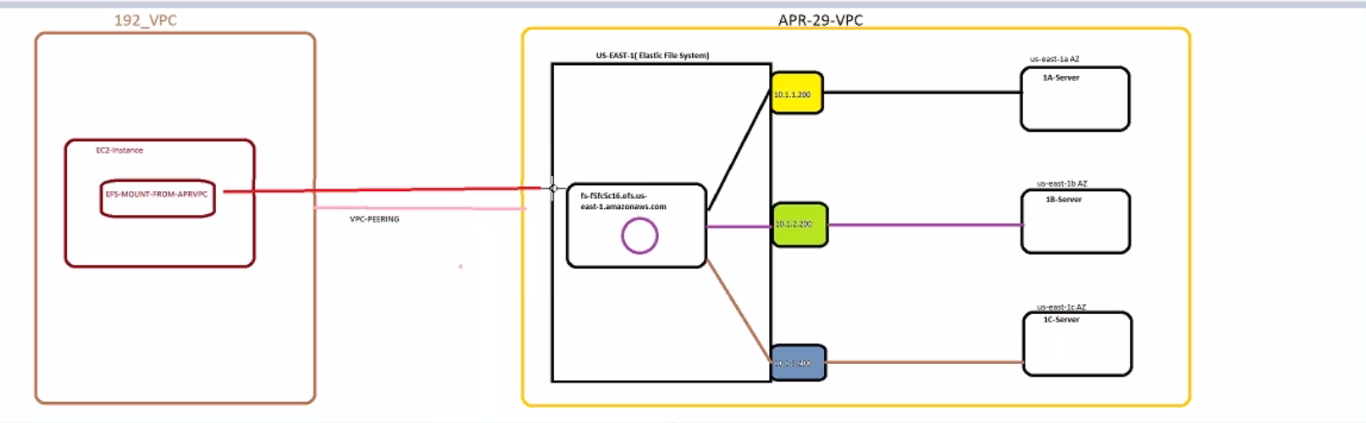 192_VPC
APR-29-VPC
US-EAST-1( Elastic File System)
us-east-1a AZ
1A-Server
10.1.1.200
EC2-Instance
EFS-MOUNT-FROM-APRVPC
fs-f5fc5c16.efs.us-
east-1.amazonaws.com
us-east-1b AZ
1B-Server
VPC-PEERING
10.1.2.200
us-east-1c AZ
1C-Server